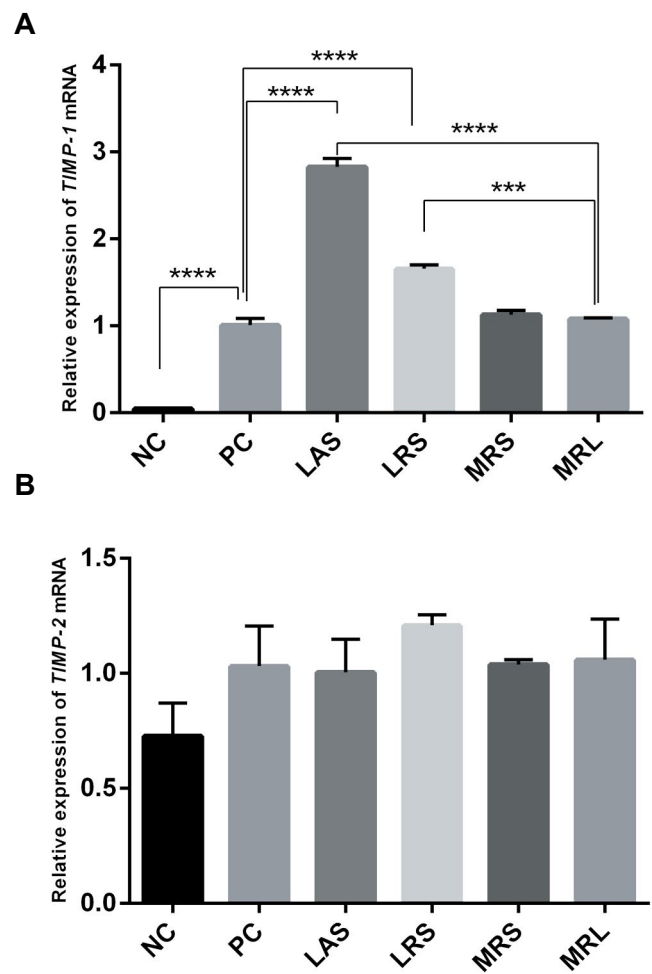 A
Relative expression of TIMP-1 mRNA
4
3
2
1
0
****
****
****
***
****
NC PC LAS LRS MRS MRL
B
Relative expression of TIMP-2 mRNA
1.5
1.0
0.5
0.0
NC PC LAS LRS MRS MRL